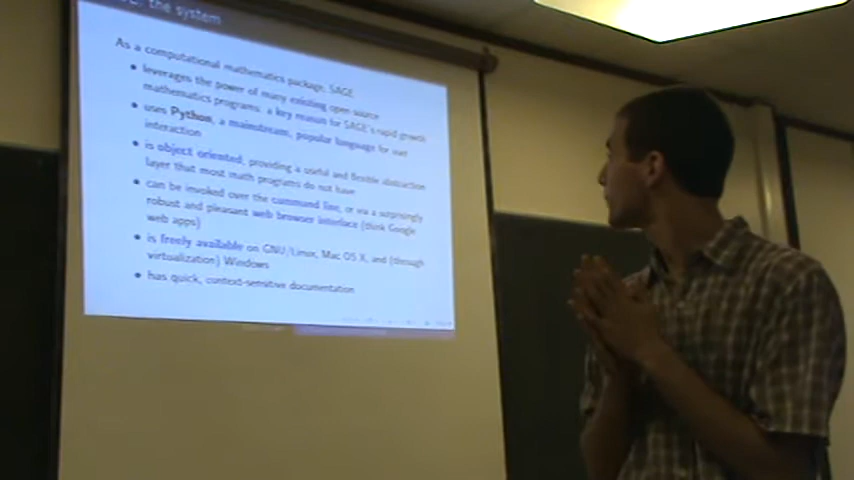 the system
As a computational mathematics package, SAGE
• leverages the power of many existing open source
mathematics programs: a key reason for SAGE's rapid growth
• uses Python, a mainstream, popular language for user
interaction
• is object oriented, providing a useful and flexible abstraction
layer that most math programs do not have
• can be invoked over the command line, or via a surprisingly
robust and pleasant web browser interface (think Google
web apps)
• is freely available on GNU/Linux, Mac OS X, and (through
virtualization) Windows
• has quick, context-sensitive documentation